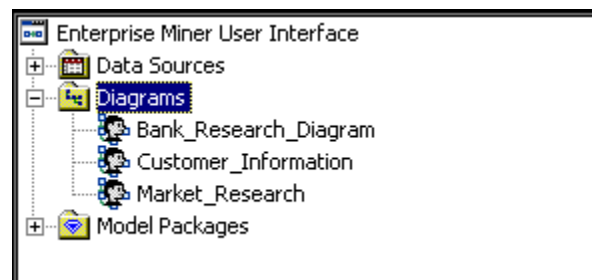 Enterprise Miner User Interface
Data Sources
Diagrams
Bank_Research_Diagram
Customer_Information
Market_Research
Model Packages